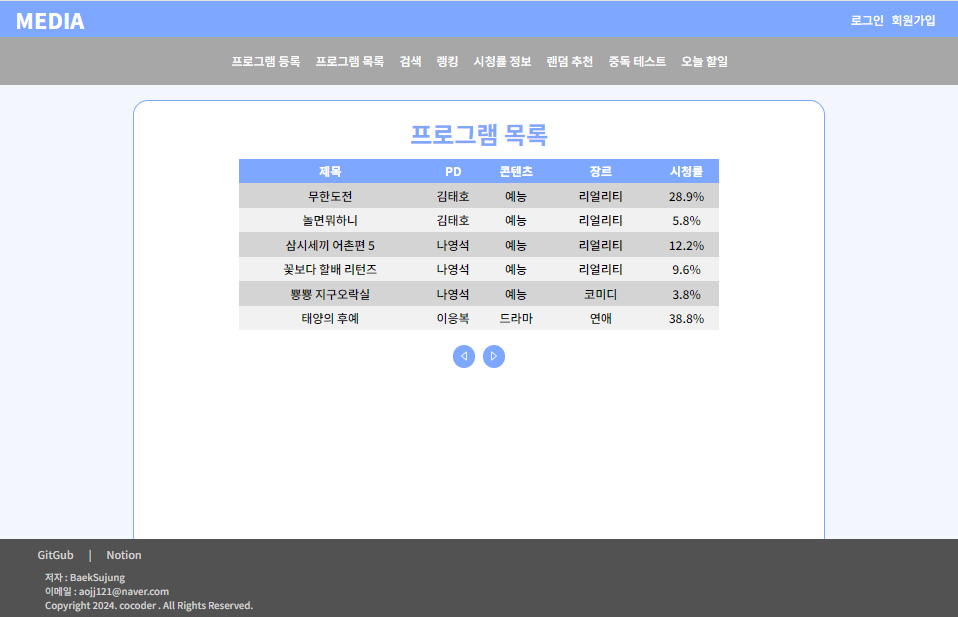 MEDIA 로그인 회원가입
프로그램 등록 프로그램 목록 검색 랭킹 시청률 정보 랜덤 추천 중독 테스트 오늘 할일
프로그램 목록
제목 PD 콘텐츠 장르 시청률
무한도전 김태호 예능 리얼리티 28.9%
놀면뭐하니 김태호 예능 리얼리티 5.8%
삼시세끼 어촌편 5 나영석 예능 리얼리티 12.2%
꽃보다 할배 리턴즈 나영석 예능 리얼리티 9.6%
뿅뿅 지구오락실 나영석 예능 코미디 3.8%
태양의 후예 이응복 드라마 연애 38.8%
GitGub | Notion
저자 : BaekSujung
이메일 : aojj121@naver.com
Copyright 2024. cocoder . All Rights Reserved.